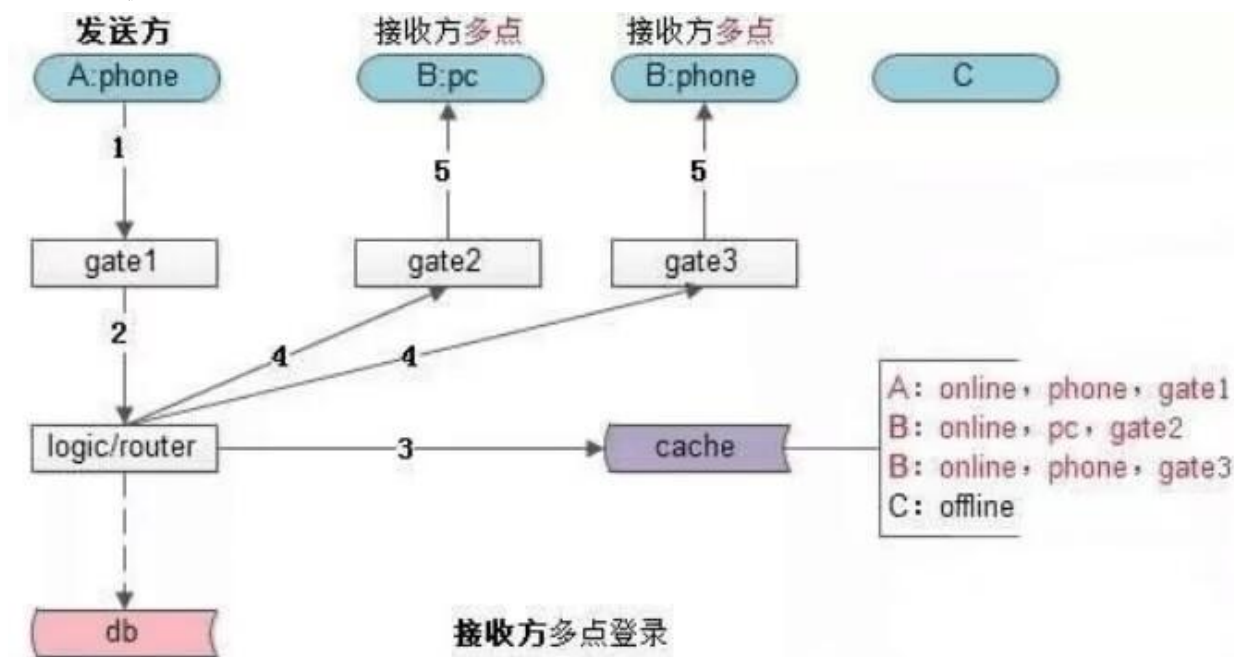 发送方 接收方多点 接收方多点
A:phone B:pc B:phone C
1 5 5
gate1 gate2 gate3
2
4 4
A：online，phone，gate1
B：online，pc，gate2
logic/router 3 cache
B：online，phone，gate3
C：offline
db
接收方多点登录